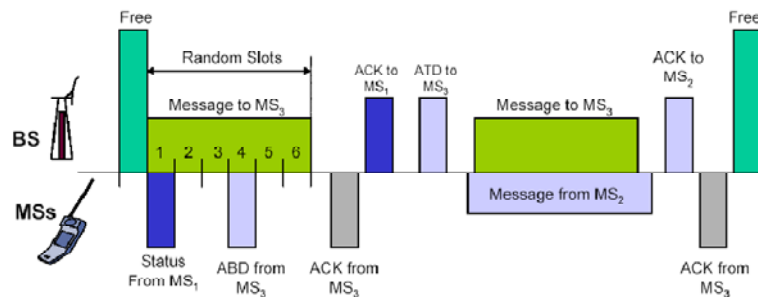 Free
Free
Random Slots
ACK to
MS1
ATD to
MS3
ACK to
MS2
Message to MS3
Message to MS3
BS
1 2 3 4 5 6
MSs
Message from MS2
Status
From MS1
ABD from
MS3
ACK from
MS3
ACK from
MS3